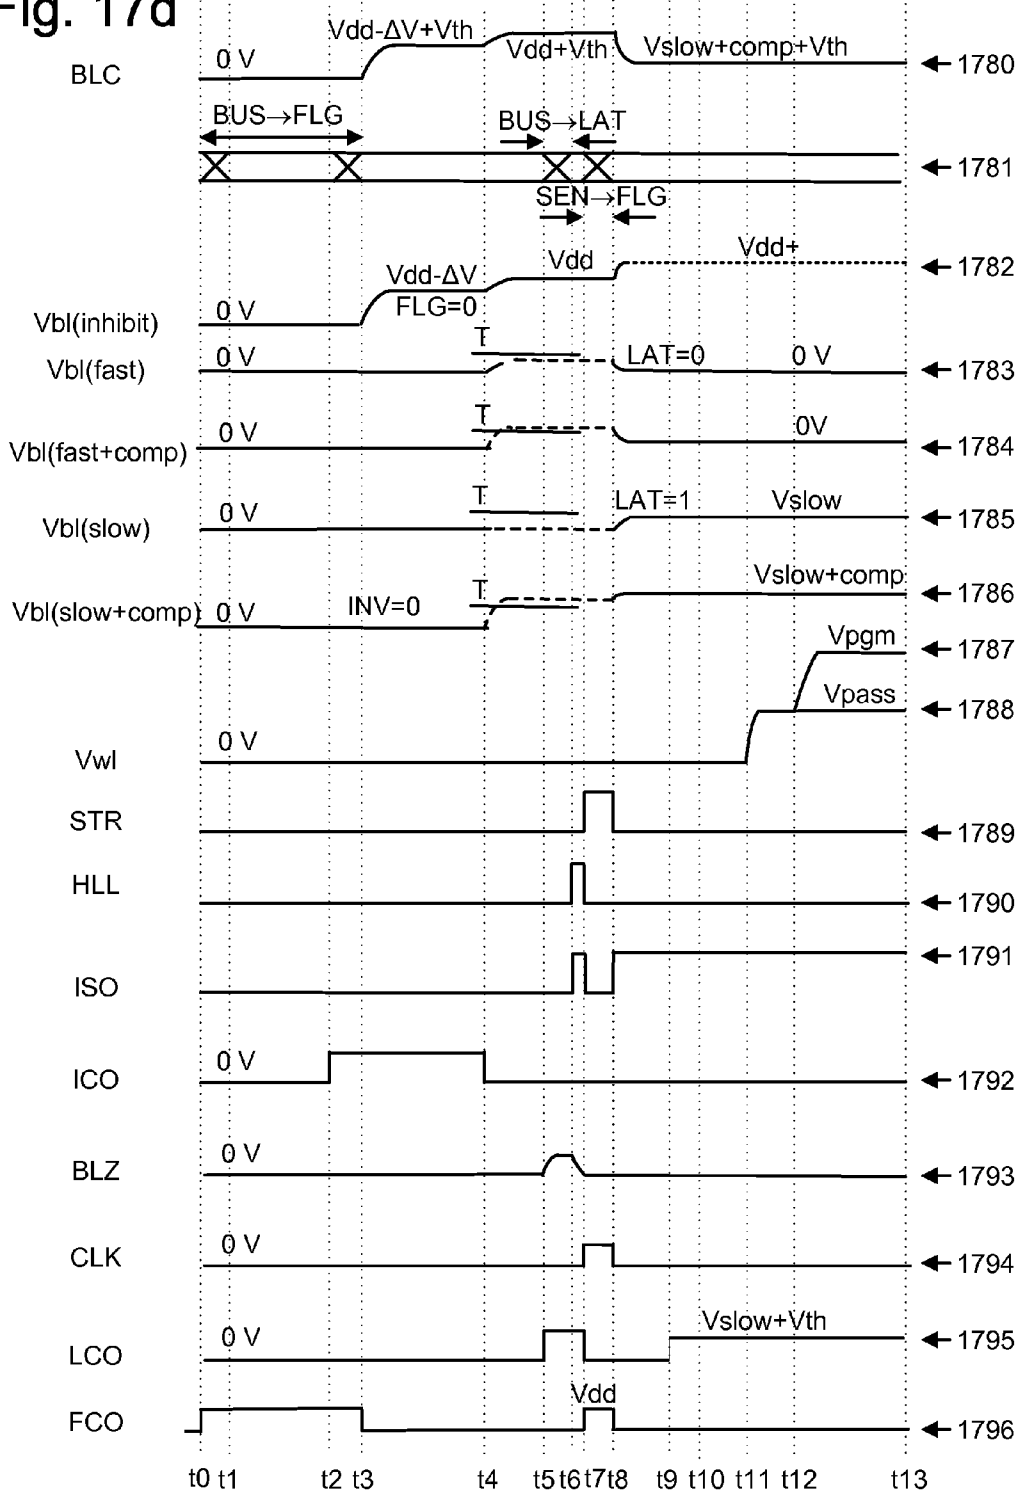 Fig. 17d
Vdd-ΔV+Vth
Vdd+Vth
Vslow+comp+Vth
0 V
BLC
1780
BUS→FLG
BUS→LAT
1781
SEN→FLG
Vdd+
Vdd
1782
Vdd-ΔV
FLG=0
0 V
Vbl(inhibit)
T
0 V
LAT=0
0 V
Vbl(fast)
1783
T
0 V
0V
Vbl(fast+comp)
1784
T
LAT=1
Vslow
0 V
Vbl(slow)
1785
Vslow+comp
T
1786
Vbl(slow+comp)
0 V
INV=0
Vpgm
1787
Vpass
1788
0 V
Vwl
STR
1789
HLL
1790
1791
ISO
0 V
ICO
1792
0 V
BLZ
1793
0 V
CLK
1794
Vslow+Vth
0 V
1795
LCO
Vdd
FCO
1796
t0 t1 t2 t3 t4 t5 t6 t7 t8 t9 t10 t11 t12 t13